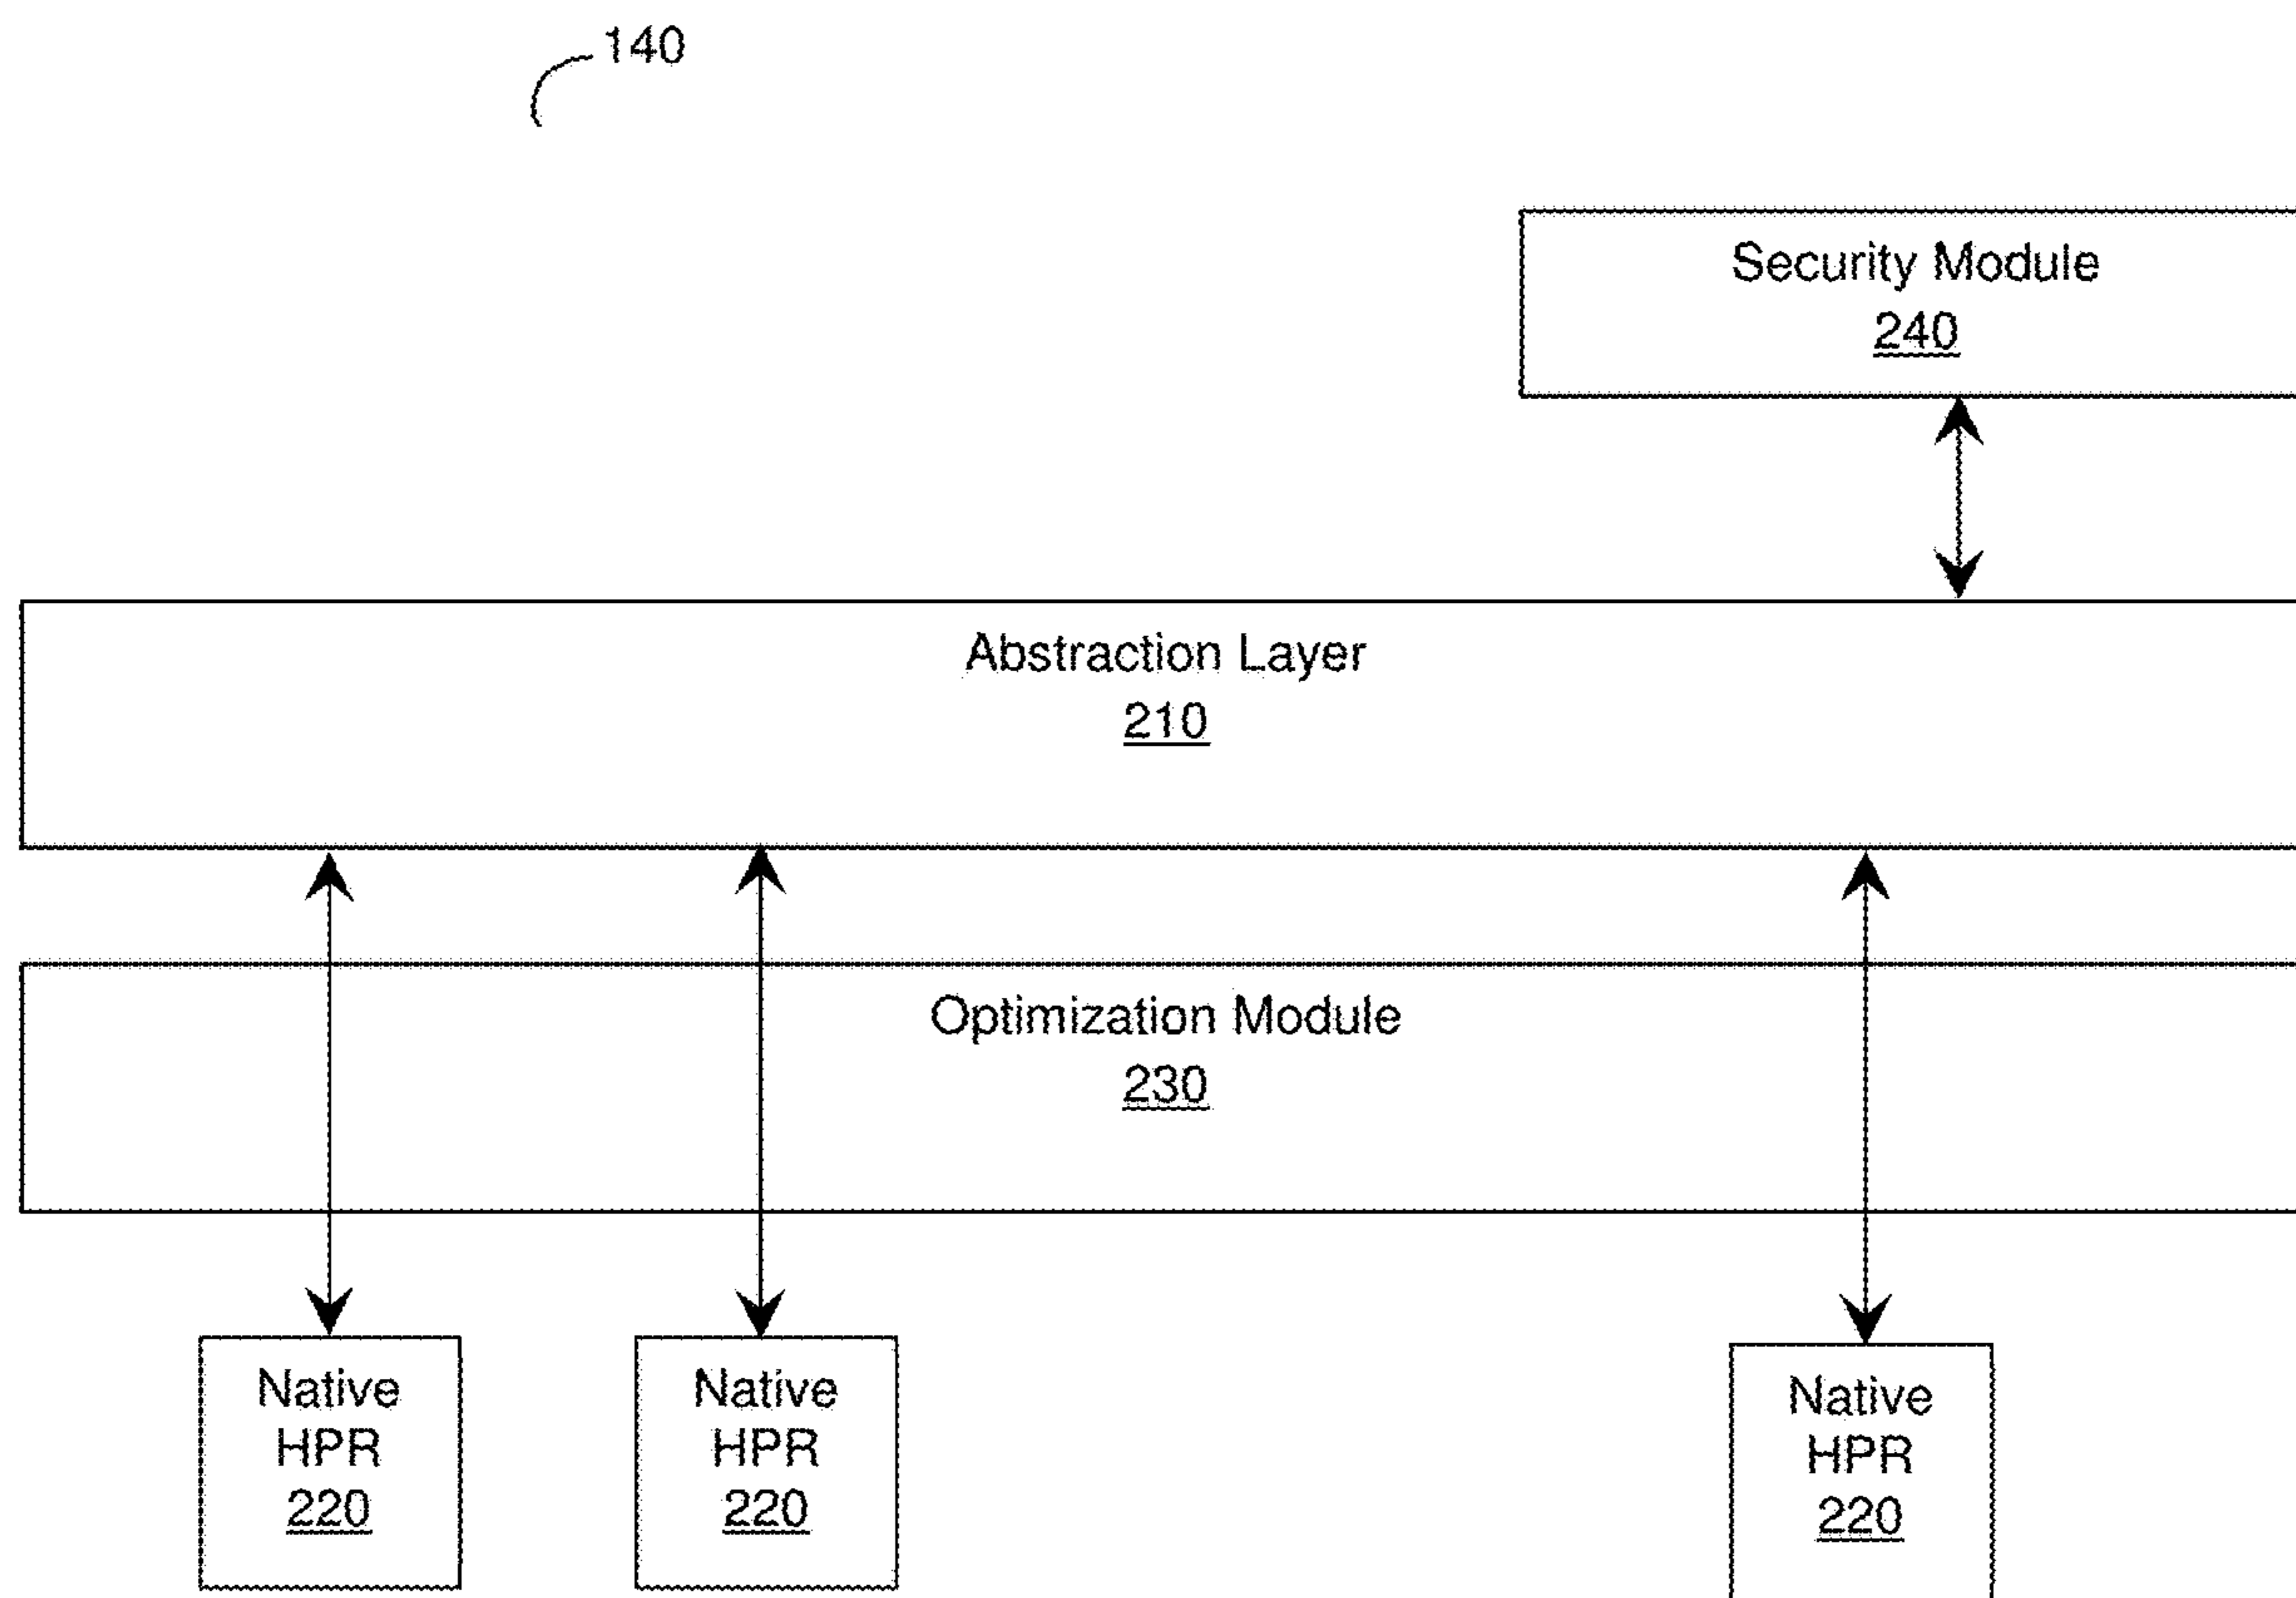 140
Security Module
240
Abstraction Layer
210
Optimization Module
230
Native
HPR
220
Native
HPR
220
Native
HPR
220